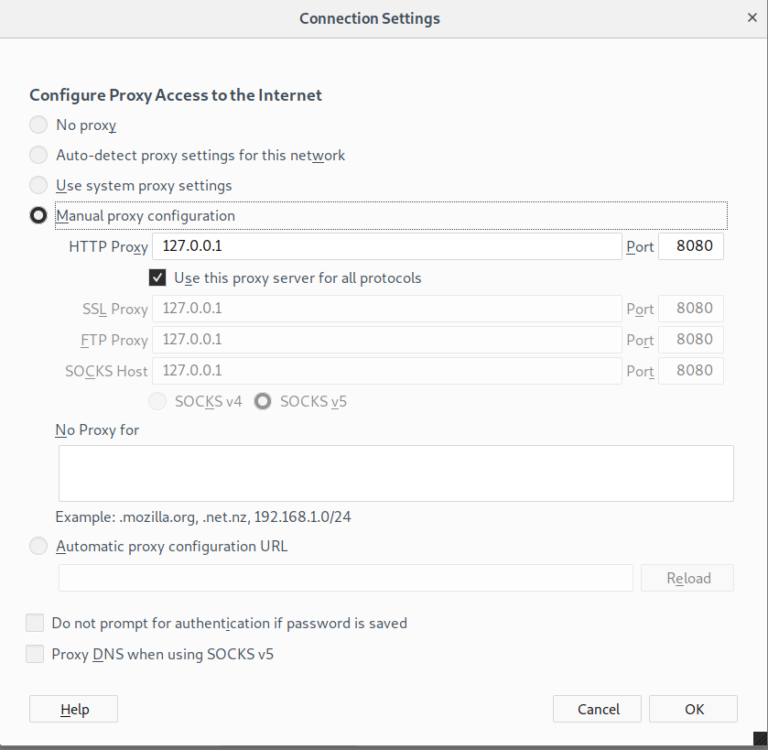 Connection Settings
Configure Proxy Access to the Internet
No proxy
Auto-detect proxy settings for this network
Use system proxy settings
Manual proxy configuration
HTTP Proxy 127.0.0.1 Port 8080
Use this proxy server for all protocols
SSL Proxy 127.0.0.1 Port 8080
FTP Proxy 127.0.0.1 Port 8080
SOCKS Host 127.0.0.1 Port 8080
SOCKS v4 SOCKS v5
No Proxy for
Example: .mozilla.org, .net.nz, 192.168.1.0/24
Automatic proxy configuration URL
Reload
Do not prompt for authentication if password is saved
Proxy DNS when using SOCKS v5
Help Cancel OK